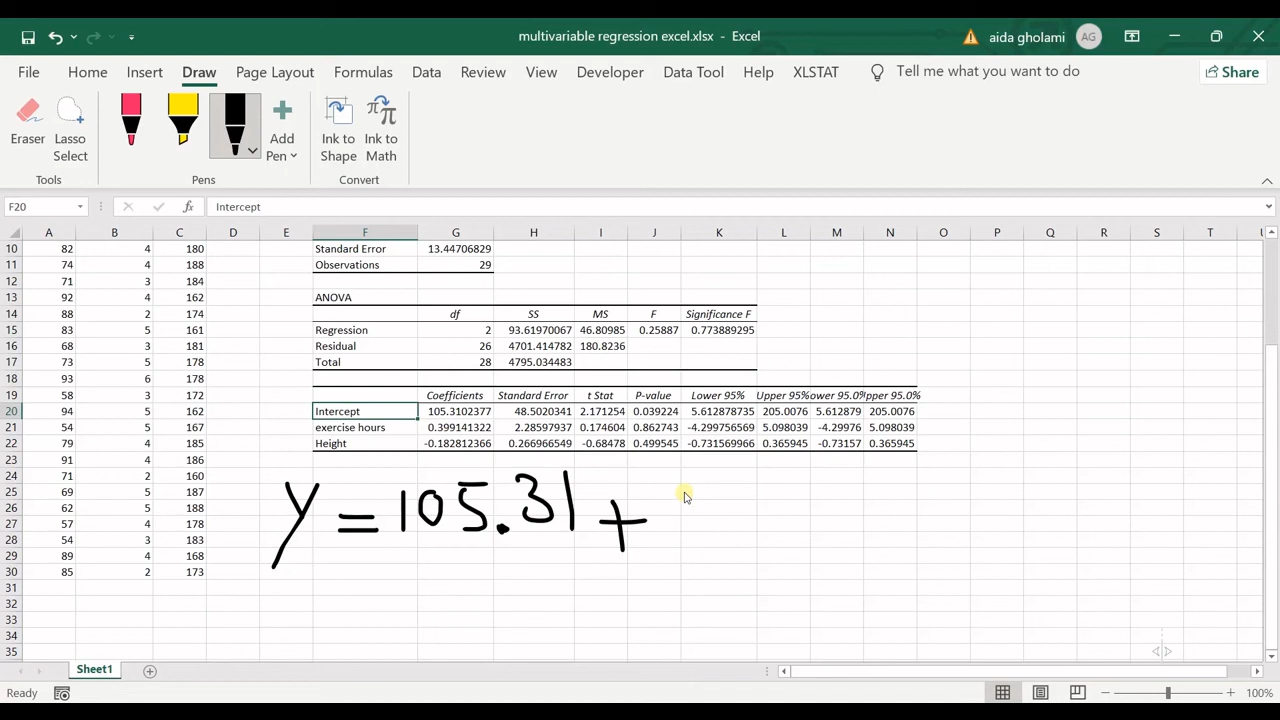 multivariable regression excel.xlsx - Excel
aida gholami AG
File Home Insert Draw Page Layout Formulas Data Review View Developer Data Tool Help XLSTAT Tell me what you want to do Share
Eraser Lasso Select Add Pen Ink to Shape Ink to Math
Tools Pens Convert
F20 fx Intercept
A B C D E F G H I J K L M N O P Q R S T
10 82 4 180 Standard Error 13.44706829
11 74 4 188 Observations 29
12 71 3 184
13 92 4 162 ANOVA
14 88 2 174 df SS MS F Significance F
15 83 5 161 Regression 2 93.61970067 46.80985 0.25887 0.773889295
16 68 3 181 Residual 26 4701.414782 180.8236
17 73 5 178 Total 28 4795.034483
18 93 6 178
19 58 3 172 Coefficients Standard Error t Stat P-value Lower 95% Upper 95% ower 95.0% pper 95.0%
20 94 5 162 Intercept 105.3102377 48.5020341 2.171254 0.039224 5.612878735 205.0076 5.612879 205.0076
21 54 5 167 exercise hours 0.399141322 2.28597937 0.174604 0.862743 -4.299756569 5.098039 -4.29976 5.098039
22 79 4 185 Height -0.182812366 0.266966549 -0.68478 0.499545 -0.731569966 0.365945 -0.73157 0.365945
23 91 4 186
24 71 2 160
25 69 5 187
26 62 5 188
27 57 4 178
28 54 3 183
29 89 4 168
30 85 2 173
31
32
33
34
35
y = 105.31 +
Sheet1
Ready 100%